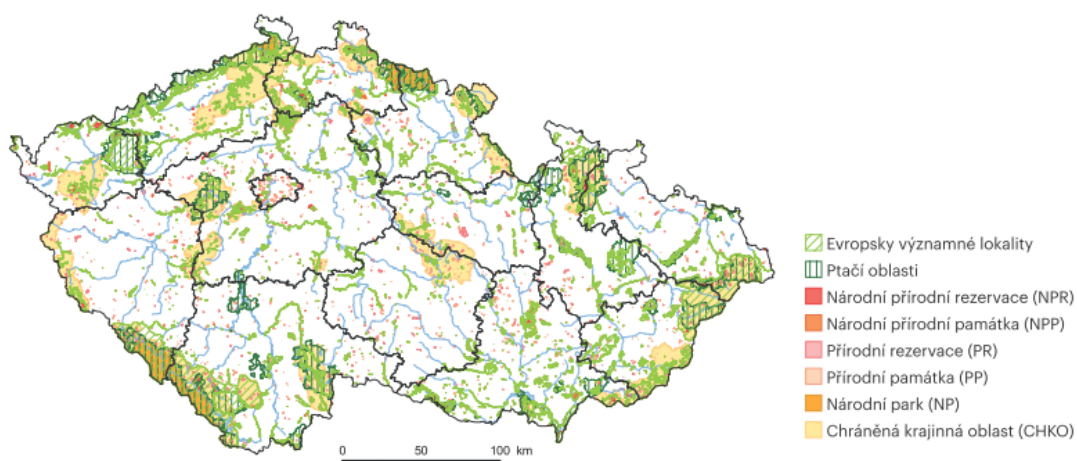 Evropsky významné lokality
Ptačí oblasti
Národní přírodní rezervace (NPR)
Národní přírodní památka (NPP)
Přírodní rezervace (PR)
Přírodní památka (PP)
Národní park (NP)
Chráněná krajinná oblast (CHKO)
0 50 100 km